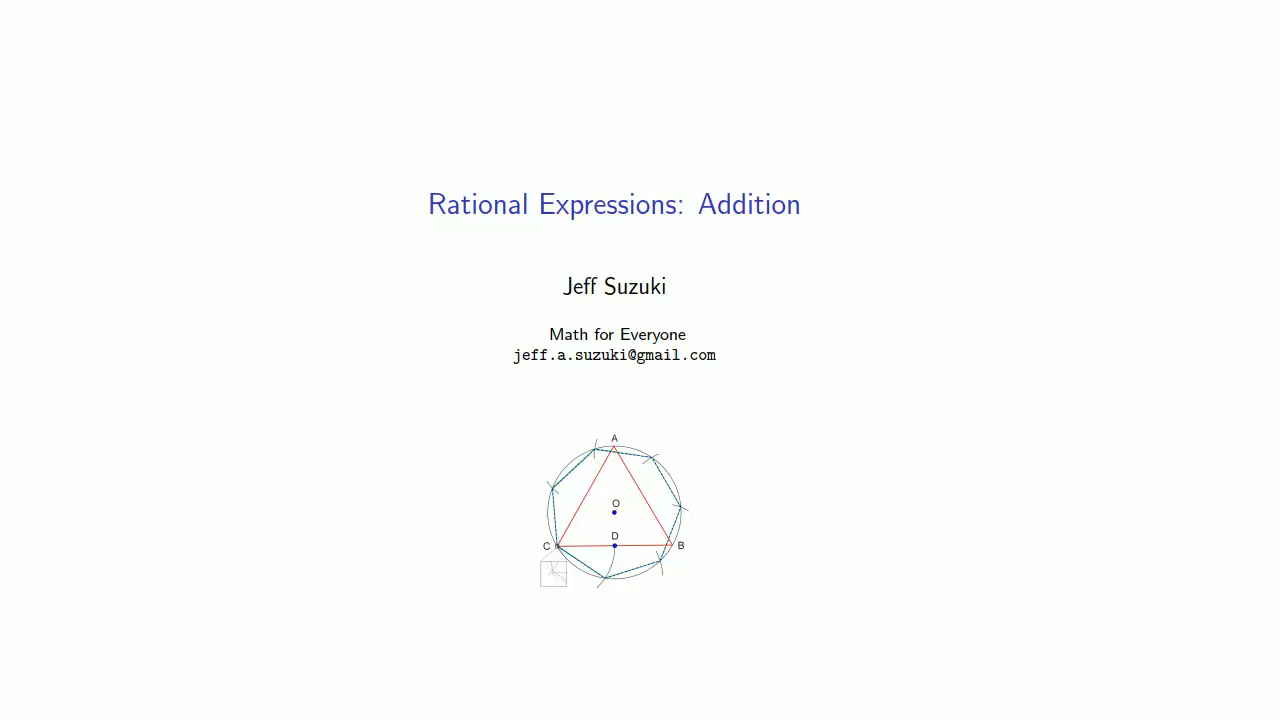 Rational Expressions: Addition
Jeff Suzuki
Math for Everyone
jeff.a.suzuki@gmail.com
A
O
D
C
B